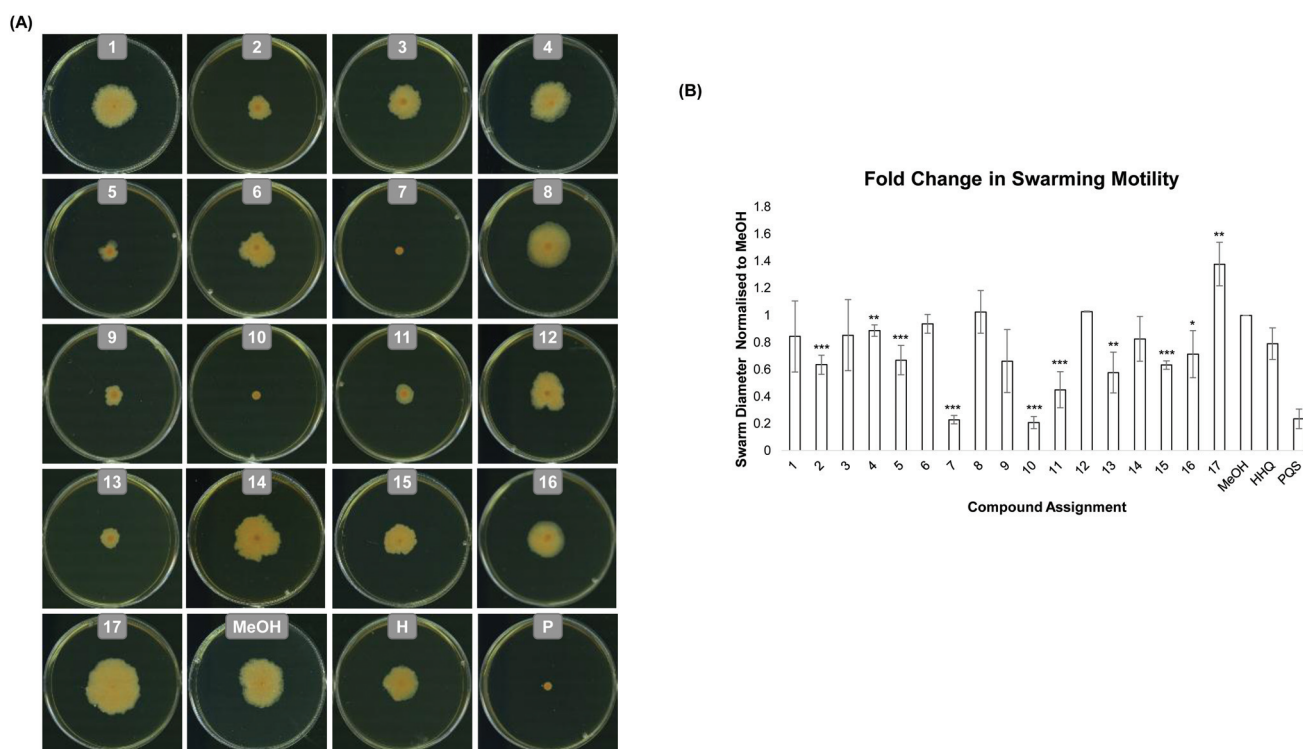 (A)
1 2 3 4
5 6 7 8
9 10 11 12
13 14 15 16
17 MeOH H P
(B)
Fold Change in Swarming Motility
Swarm Diameter Normalised to MeOH
1.8
1.6
1.4
1.2
1
0.8
0.6
0.4
0.2
0
*** ** *** *** *** *** ** *** * **
1 2 3 4 5 6 7 8 9 10 11 12 13 14 15 16 17 MeOH HHQ PQS
Compound Assignment